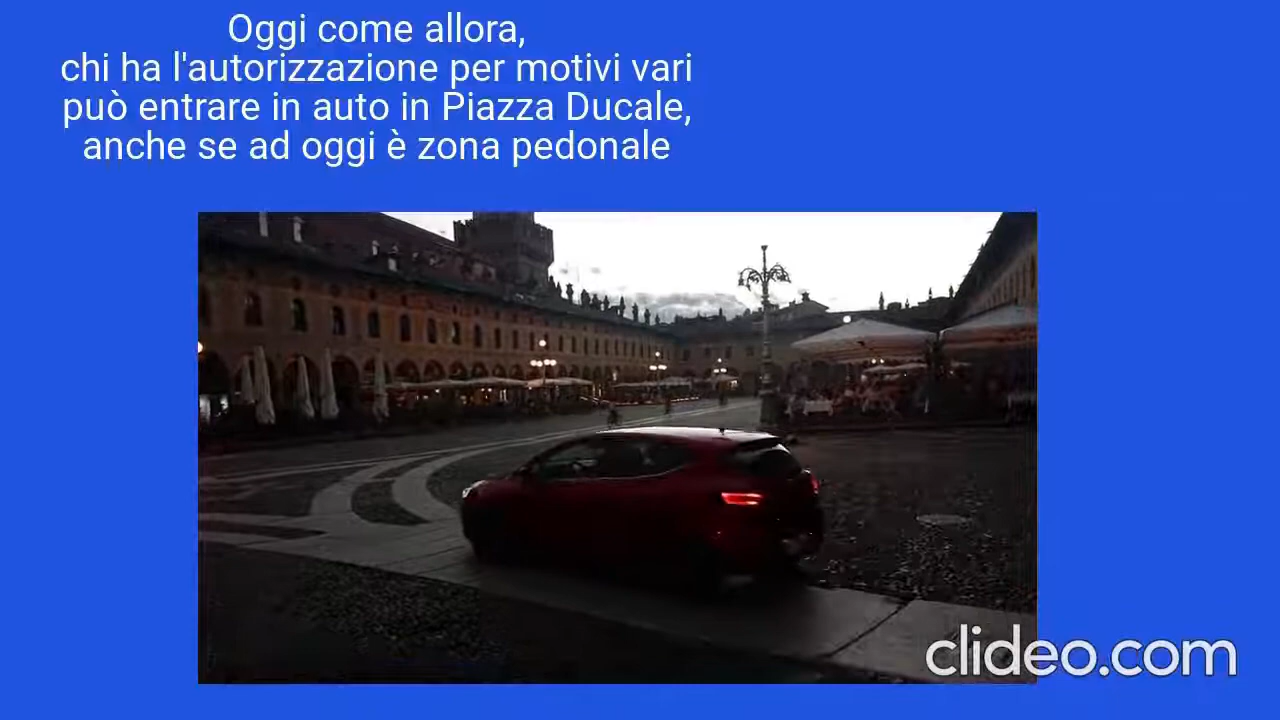 Oggi come allora,
chi ha l'autorizzazione per motivi vari
può entrare in auto in Piazza Ducale,
anche se ad oggi è zona pedonale
clideo.com